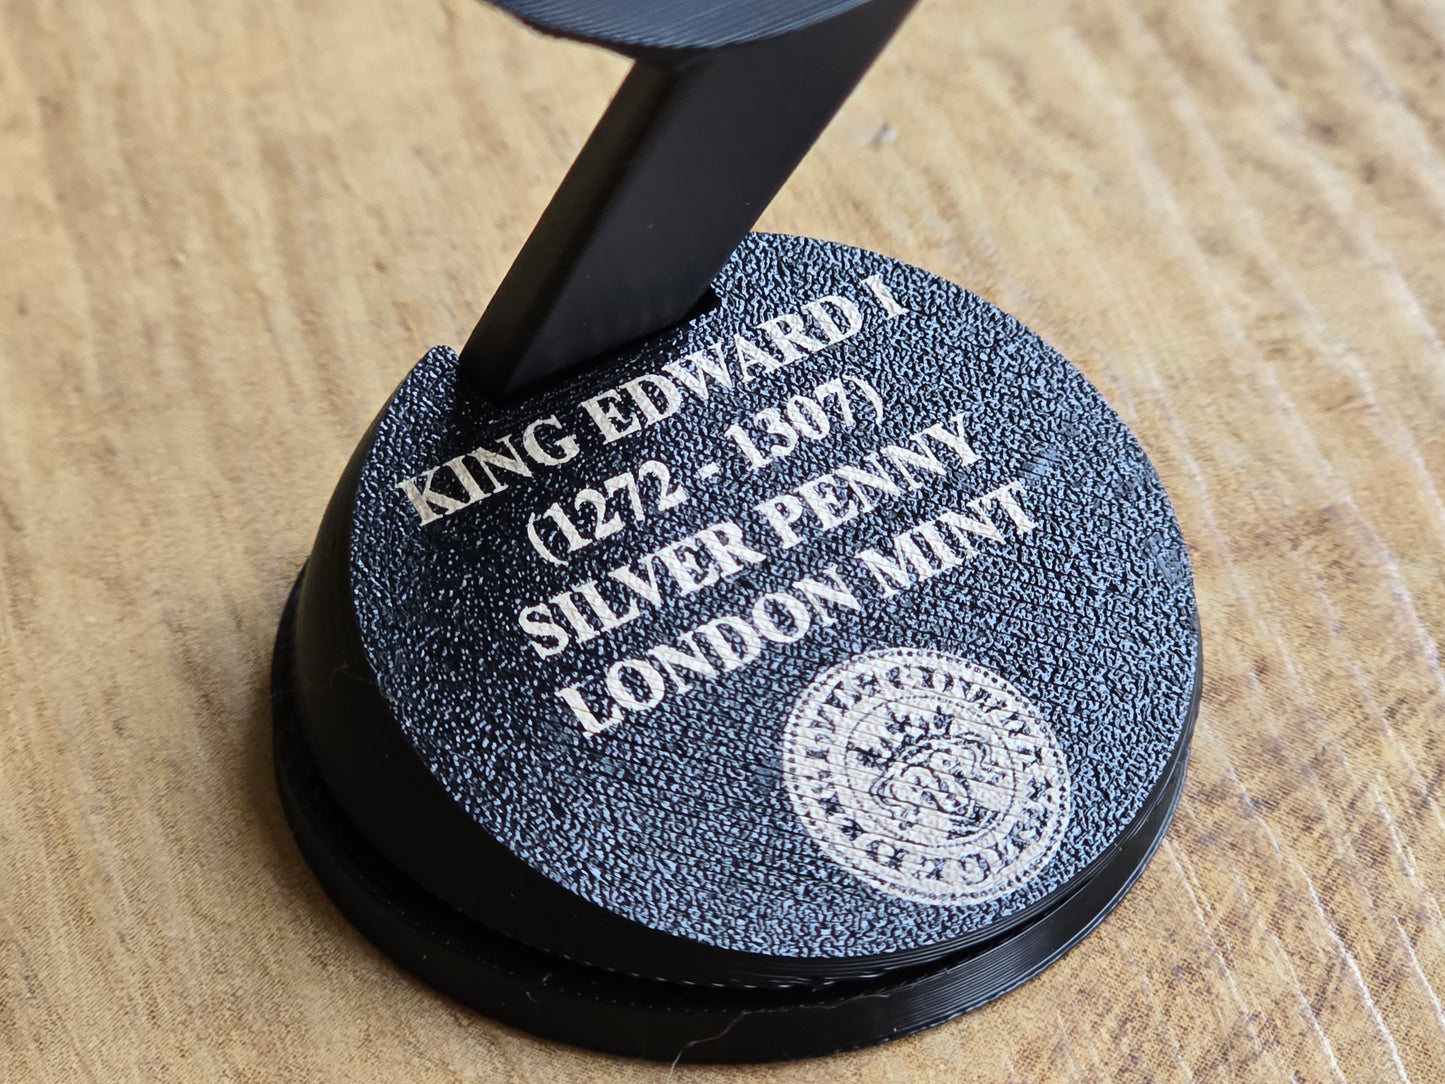 KING EDWARD I
(1272 - 1307)
SILVER PENNY
LONDON MINT